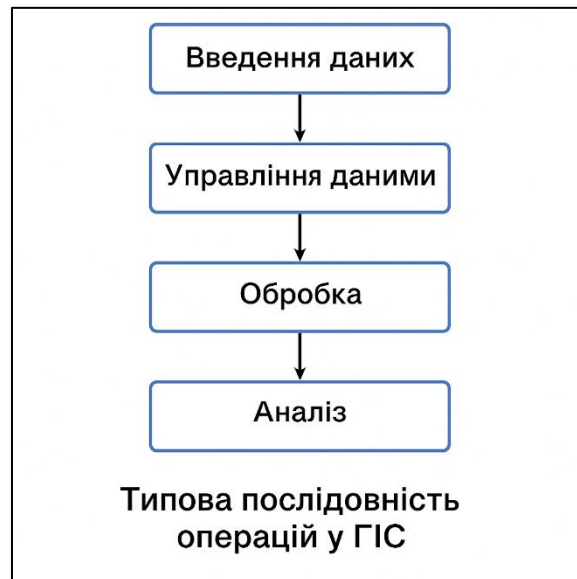 Введення даних
Управління даними
Обробка
Аналіз
Типова послідовність
операцій у ГІС